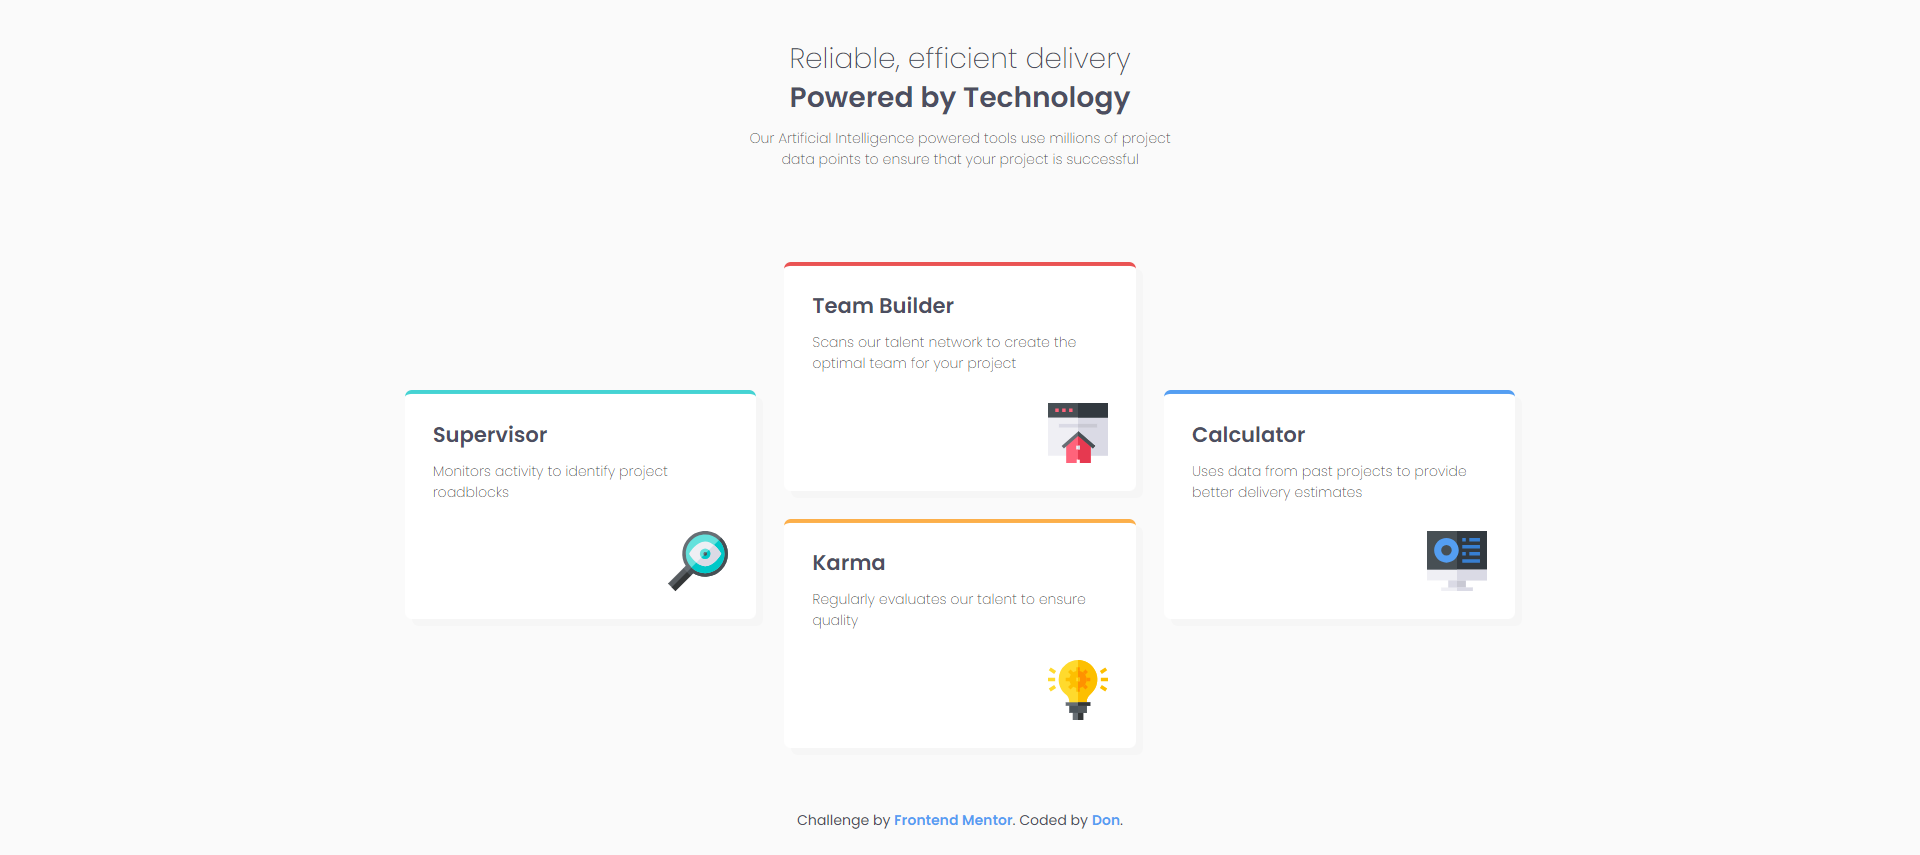 Reliable, efficient delivery
Powered by Technology
Our Artificial Intelligence powered tools use millions of project
data points to ensure that your project is successful
Supervisor
Monitors activity to identify project
roadblocks
Team Builder
Scans our talent network to create the
optimal team for your project
Karma
Regularly evaluates our talent to ensure
quality
Calculator
Uses data from past projects to provide
better delivery estimates
Challenge by Frontend Mentor. Coded by Don.